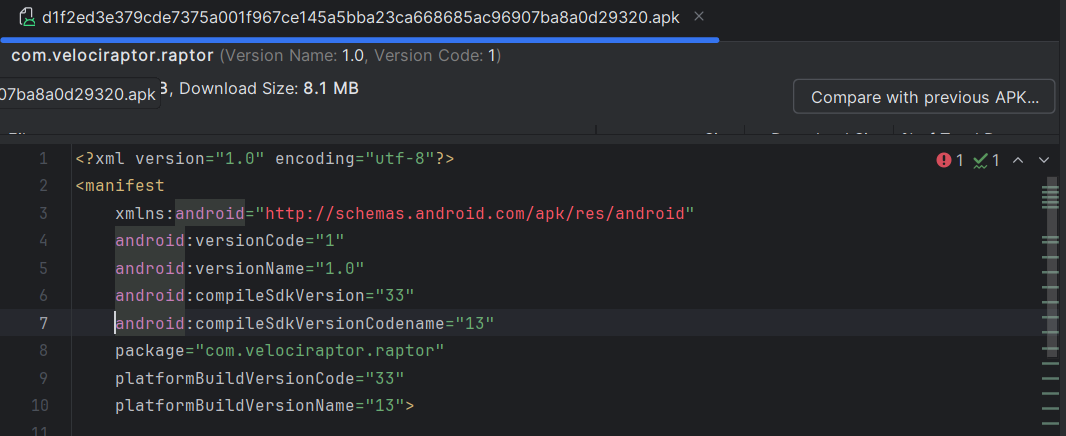 d1f2ed3e379cde7375a001f967ce145a5bba23ca668685ac96907ba8a0d29320.apk
com.velociraptor.raptor (Version Name: 1.0, Version Code: 1)
07ba8a0d29320.apk B, Download Size: 8.1 MB
Compare with previous APK...
1 <?xml version="1.0" encoding="utf-8"?>
1 1
2 <manifest
3 xmlns:android="http://schemas.android.com/apk/res/android"
4 android:versionCode="1"
5 android:versionName="1.0"
6 android:compileSdkVersion="33"
7 android:compileSdkVersionCodename="13"
8 package="com.velociraptor.raptor"
9 platformBuildVersionCode="33"
10 platformBuildVersionName="13">
11